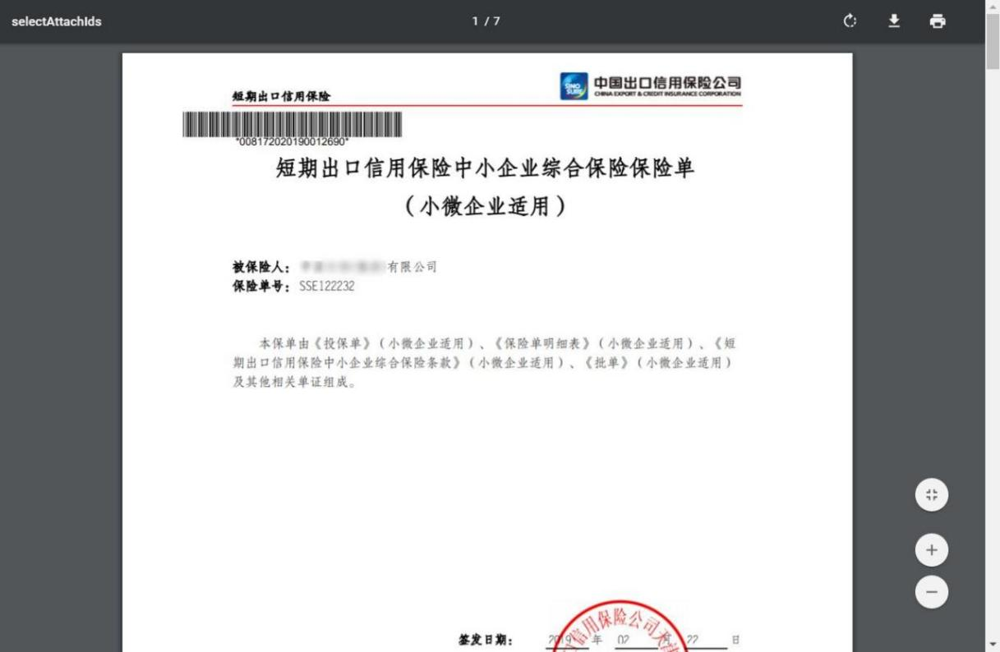 selectAttachIds
1 / 7
短期出口信用保险
SINO
SURE
中国出口信用保险公司
CHINA EXPORT & CREDIT INSURANCE CORPORATION
*008172020190012690*
短期出口信用保险中小企业综合保险保险单
（小微企业适用）
被保险人： 有限公司
保险单号： SSE122232
本保单由《投保单》（小微企业适用）、《保险单明细表》（小微企业适用）、《短
期出口信用保险中小企业综合保险条款》（小微企业适用）、《批单》（小微企业适用）
及其他相关单证组成。
信用保险公司天
签发日期： 2019 年 02 月 22 日